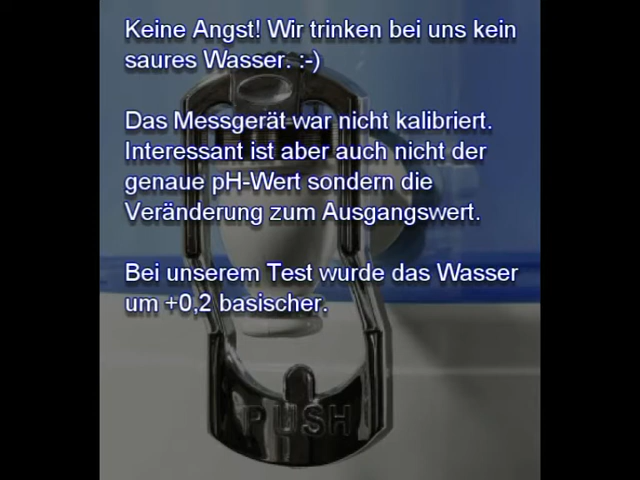 Keine Angst! Wir trinken bei uns kein
saures Wasser. :-)
Das Messgerät war nicht kalibriert.
Interessant ist aber auch nicht der
genaue pH-Wert sondern die
Veränderung zum Ausgangswert.
Bei unserem Test wurde das Wasser
um +0,2 basischer.
PUSH